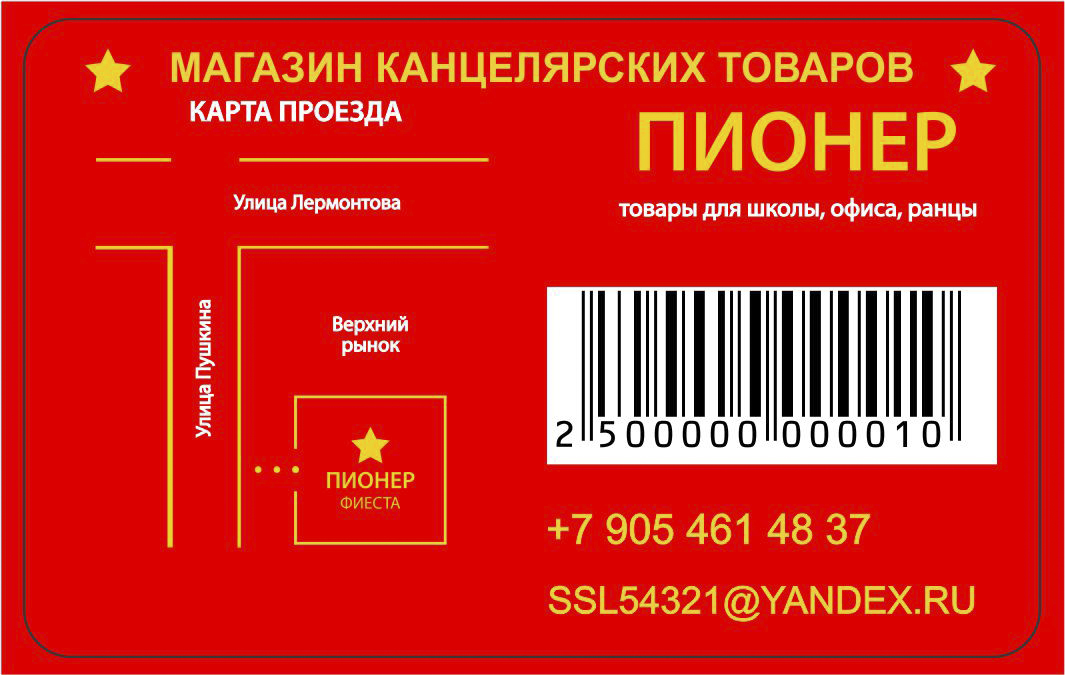 МАГАЗИН КАНЦЕЛЯРСКИХ ТОВАРОВ
КАРТА ПРОЕЗДА
ПИОНЕР
товары для школы, офиса, ранцы
Улица Лермонтова
Улица Пушкина
Верхний
рынок
ПИОНЕР
ФИЕСТА
2 500000 000010
+7 905 461 48 37
SSL54321@YANDEX.RU